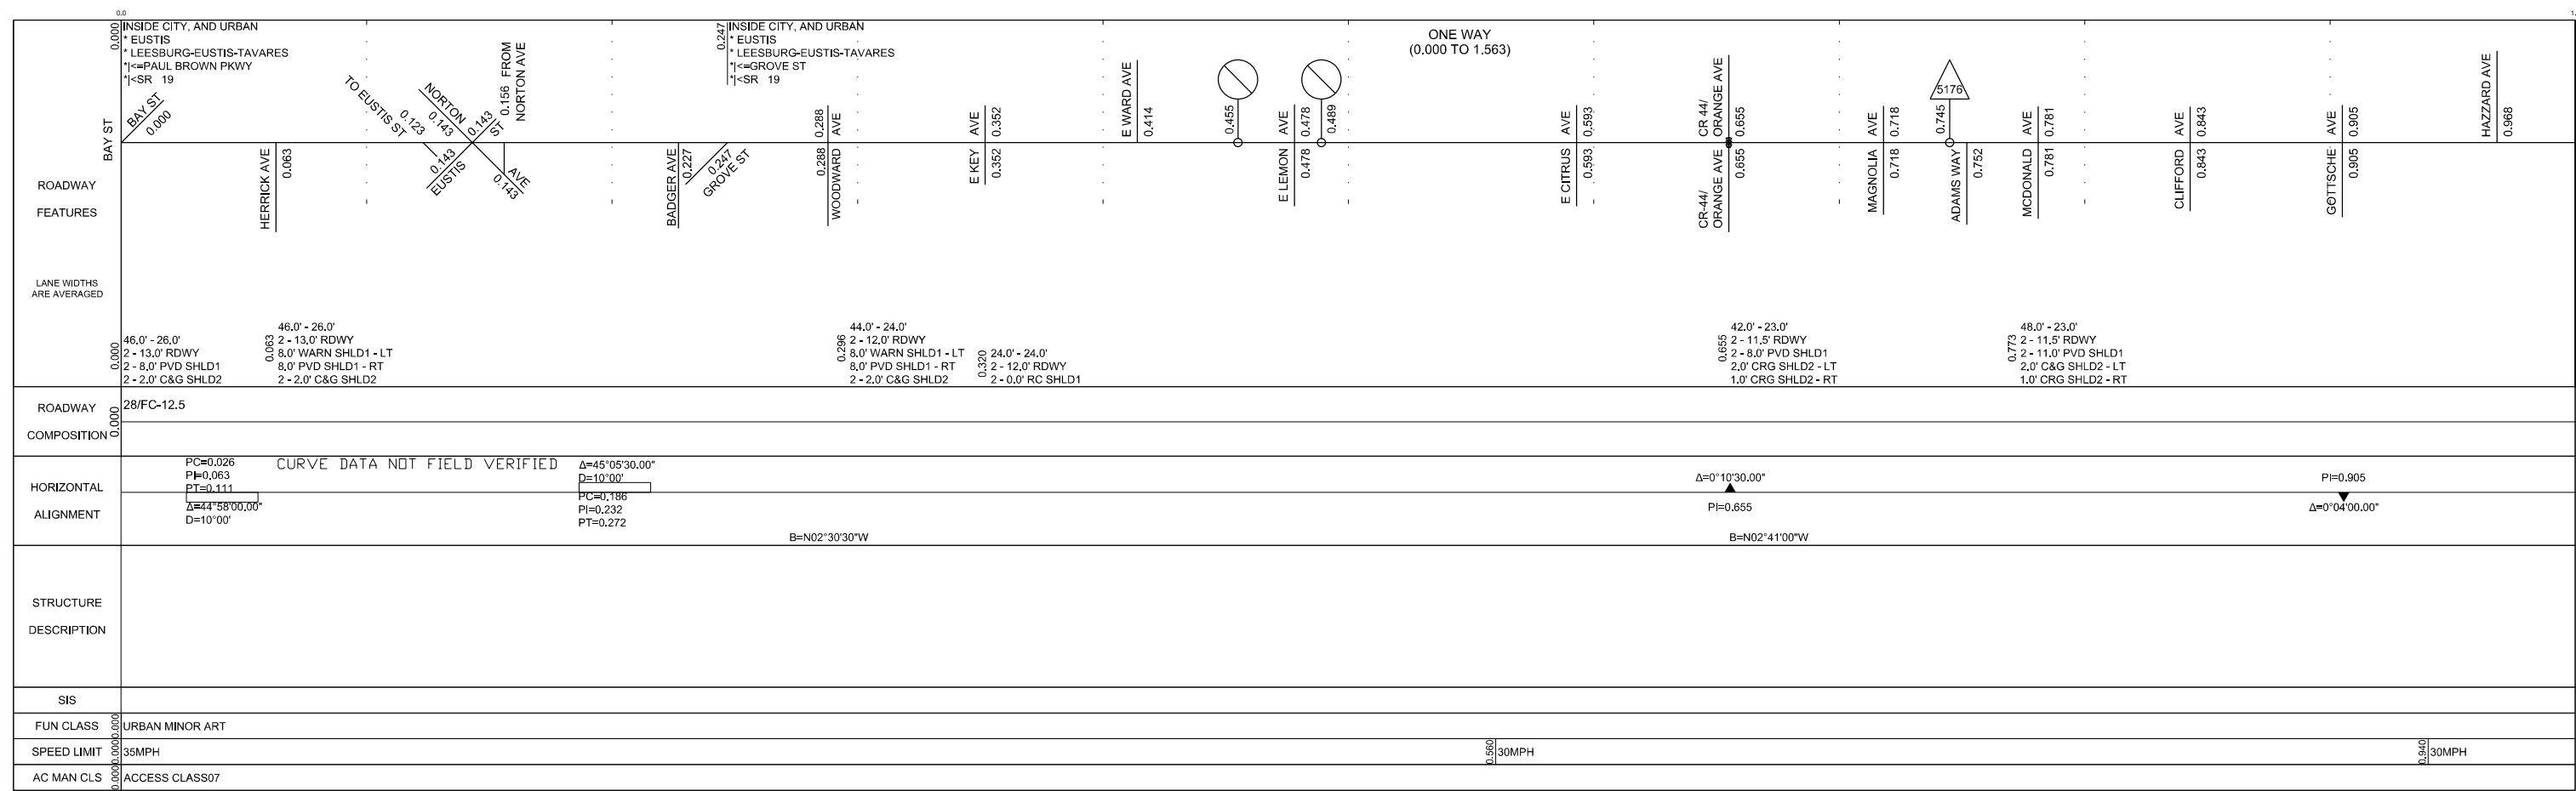 0.0
1.
0.000
INSIDE CITY, AND URBAN
* EUSTIS
* LEESBURG-EUSTIS-TAVARES
*|<=PAUL BROWN PKWY
*|<SR 19
0.247
INSIDE CITY, AND URBAN
* EUSTIS
* LEESBURG-EUSTIS-TAVARES
*|<=GROVE ST
*|<SR 19
ONE WAY
(0.000 TO 1.563)
BAY ST
BAY ST
0.000
HERRICK AVE
0.063
TO EUSTIS ST
0.123
NORTON
0.143
0.143
ST
0.156 FROM
NORTON AVE
0.143
EUSTIS
AVE
0.143
BADGER AVE
0.227
0.247
GROVE ST
0.288
AVE
0.288
WOODWARD
AVE
0.352
E KEY
0.352
E WARD AVE
0.414
0.455
AVE
0.478
E LEMON
0.478
0.489
AVE
0.593
E CITRUS
0.593
CR 44/
ORANGE AVE
0.655
CR-44/
ORANGE AVE
0.655
AVE
0.718
MAGNOLIA
0.718
5176
0.745
ADAMS WAY
0.752
AVE
0.781
MCDONALD
0.781
AVE
0.843
CLIFFORD
0.843
AVE
0.905
GOTTSCHE
0.905
HAZZARD AVE
0.968
ROADWAY
FEATURES
LANE WIDTHS
ARE AVERAGED
0.000
46.0' - 26.0'
2 - 13.0' RDWY
2 - 8.0' PVD SHLD1
2 - 2.0' C&G SHLD2
0.063
46.0' - 26.0'
2 - 13.0' RDWY
8.0' WARN SHLD1 - LT
8.0' PVD SHLD1 - RT
2 - 2.0' C&G SHLD2
0.296
44.0' - 24.0'
2 - 12.0' RDWY
8.0' WARN SHLD1 - LT
8.0' PVD SHLD1 - RT
2 - 2.0' C&G SHLD2
0.320
24.0' - 24.0'
2 - 12.0' RDWY
2 - 0.0' RC SHLD1
0.655
42.0' - 23.0'
2 - 11.5' RDWY
2 - 8.0' PVD SHLD1
2.0' CRG SHLD2 - LT
1.0' CRG SHLD2 - RT
0.773
48.0' - 23.0'
2 - 11.5' RDWY
2 - 11.0' PVD SHLD1
2.0' C&G SHLD2 - LT
1.0' CRG SHLD2 - RT
ROADWAY
COMPOSITION
0.000
28/FC-12.5
HORIZONTAL
ALIGNMENT
PC=0.026
PI=0.063
PT=0.111
Δ=44°58'00.00"
D=10°00'
CURVE DATA NOT FIELD VERIFIED
Δ=45°05'30.00"
D=10°00'
PC=0.186
PI=0.232
PT=0.272
B=N02°30'30"W
Δ=0°10'30.00"
PI=0.655
B=N02°41'00"W
PI=0.905
Δ=0°04'00.00"
STRUCTURE
DESCRIPTION
SIS
FUN CLASS
0.000
URBAN MINOR ART
SPEED LIMIT
0.000
35MPH
0.560
30MPH
0.940
30MPH
AC MAN CLS
0.000
ACCESS CLASS07